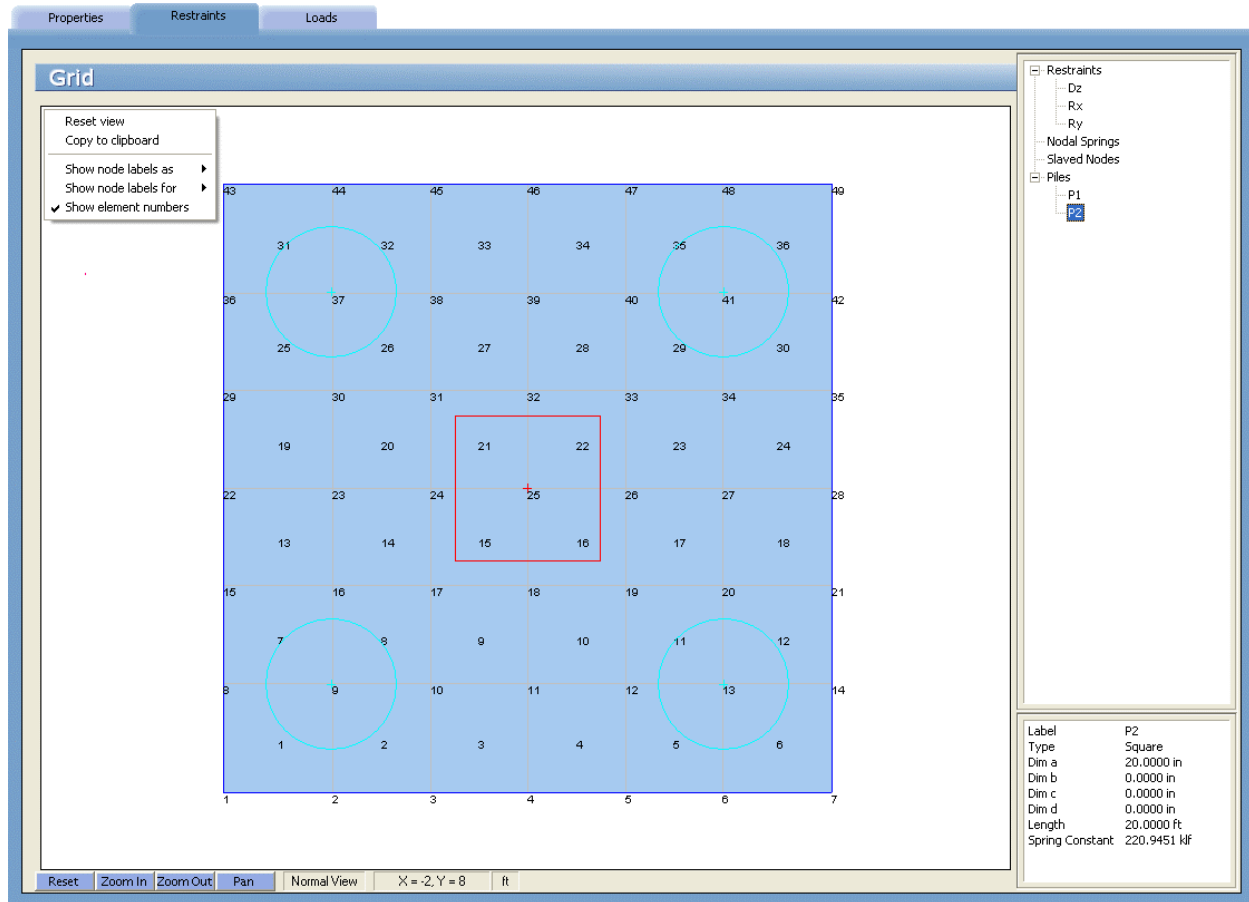 Properties Restraints Loads
Grid
Reset view
Copy to clipboard
Show node labels as
Show node labels for
Show element numbers
43 44 45 46 47 48 49
31 32 33 34 35 36
36 37 38 39 40 41 42
25 26 27 28 29 30
29 30 31 32 33 34 35
19 20 21 22 23 24
22 23 24 25 26 27 28
13 14 15 16 17 18
15 16 17 18 19 20 21
7 8 9 10 11 12
8 9 10 11 12 13 14
1 2 3 4 5 6
1 2 3 4 5 6 7
Reset Zoom In Zoom Out Pan Normal View X = -2, Y = 8 ft
Restraints
Dz
Rx
Ry
Nodal Springs
Slaved Nodes
Piles
P1
P2
Label P2
Type Square
Dim a 20.0000 in
Dim b 0.0000 in
Dim c 0.0000 in
Dim d 0.0000 in
Length 20.0000 ft
Spring Constant 220.9451 klf